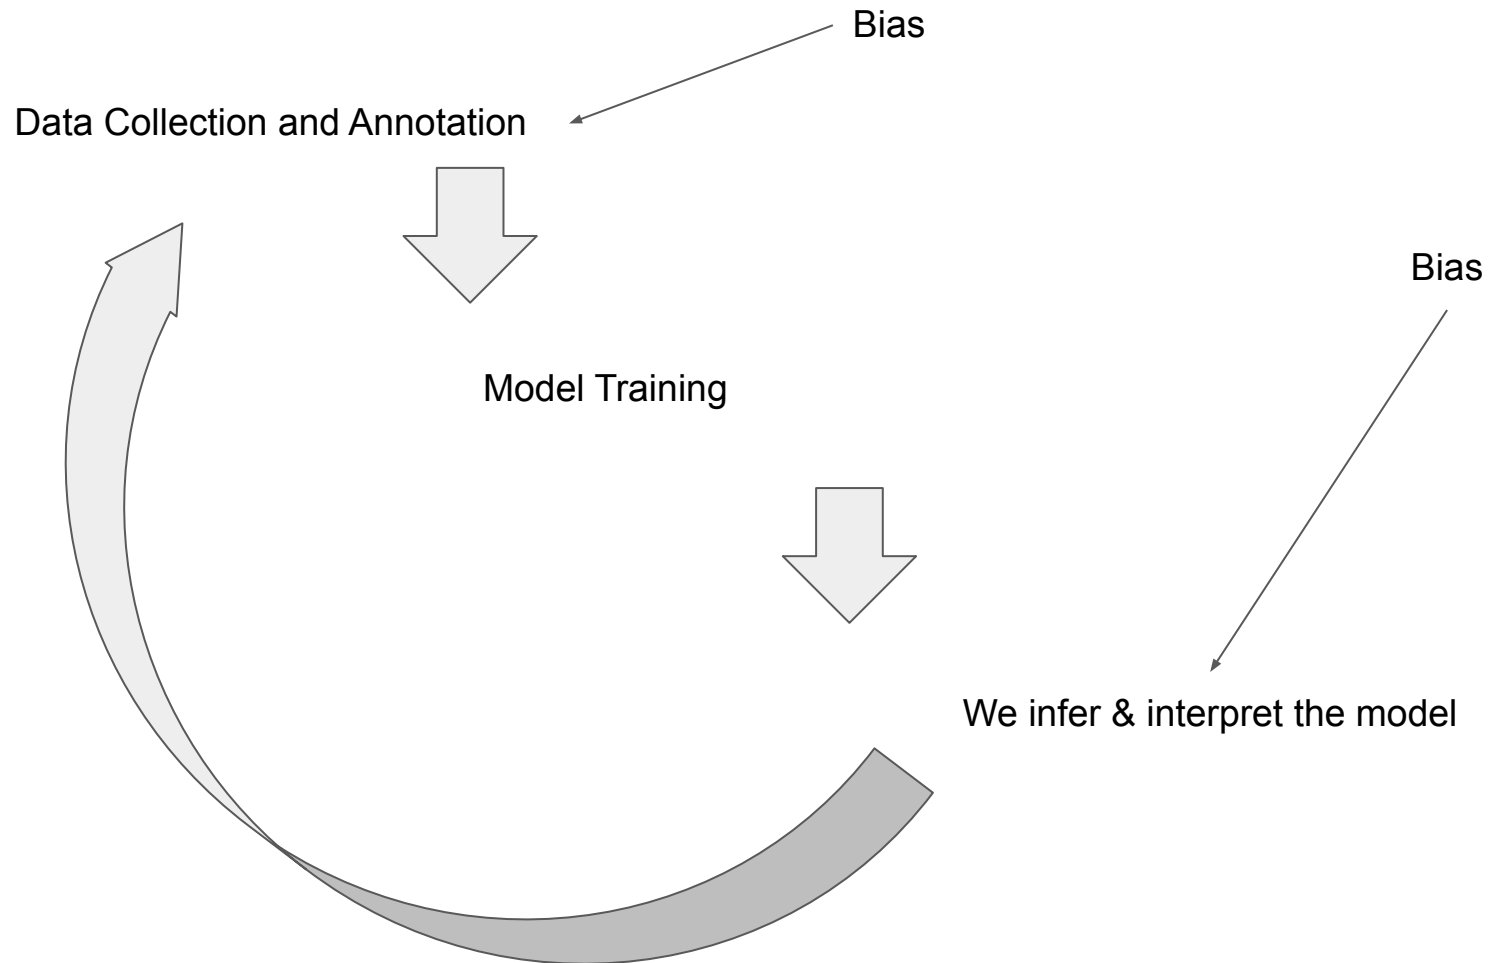 Bias
Data Collection and Annotation
Bias
Model Training
We infer & interpret the model